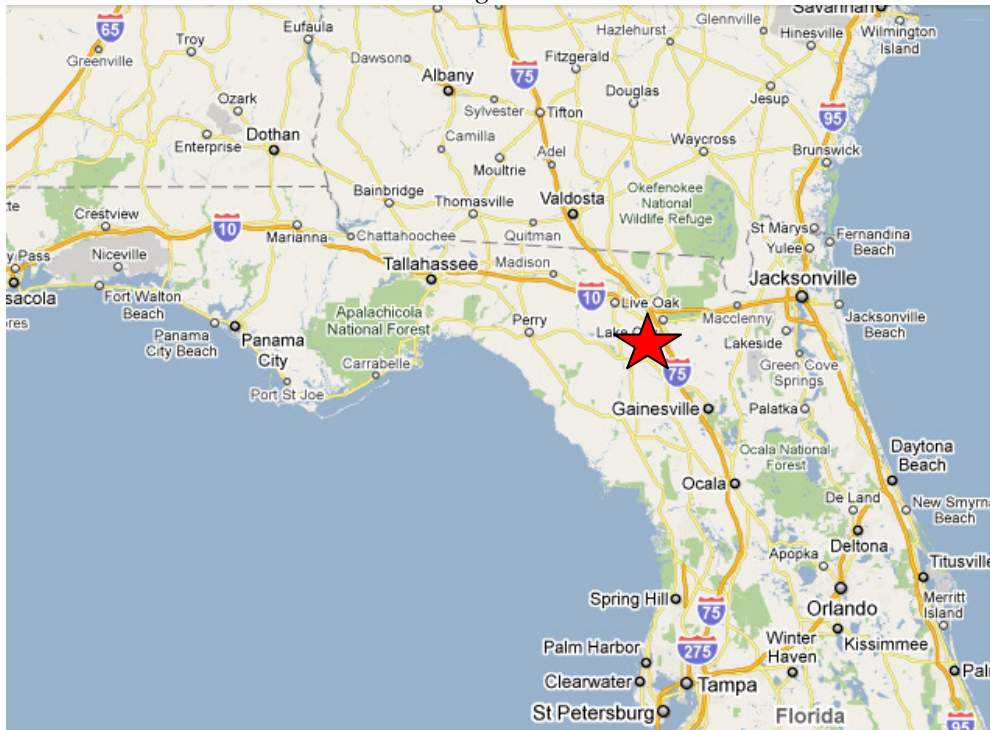 65
Troy
Greenville
Eufaula
Dawson
Albany
75
Fitzgerald
Hazlehurst
Glennville
Savannah
Hinesville
Wilmington
Island
Ozark
Enterprise
Dothan
Sylvester
Tifton
Douglas
Jesup
95
Camilla
Moultrie
Adel
Waycross
Brunswick
Bainbridge
Thomasville
Valdosta
Okefenokee
National
Wildlife Refuge
Crestview
10
Marianna
Chattahoochee
Quitman
St Marys
Yulee
Fernandina
Beach
Niceville
Tallahassee
Madison
Jacksonville
y Pass
sacola
Fort Walton
Beach
10
Live Oak
Macclenny
Jacksonville
Beach
Apalachicola
National Forest
Perry
Lake
Lakeside
Panama
City Beach
Panama
City
Carrabelle
75
Green Cove
Springs
Port St Joe
Gainesville
Palatka
Ocala National
Forest
Daytona
Beach
Ocala
De Land
New Smyrn
Beach
Deltona
Apopka
Titusville
Spring Hill
75
Orlando
Merritt
Island
275
Winter
Haven
Kissimmee
Palm Harbor
Clearwater
Tampa
Pal
St Petersburg
Florida
95